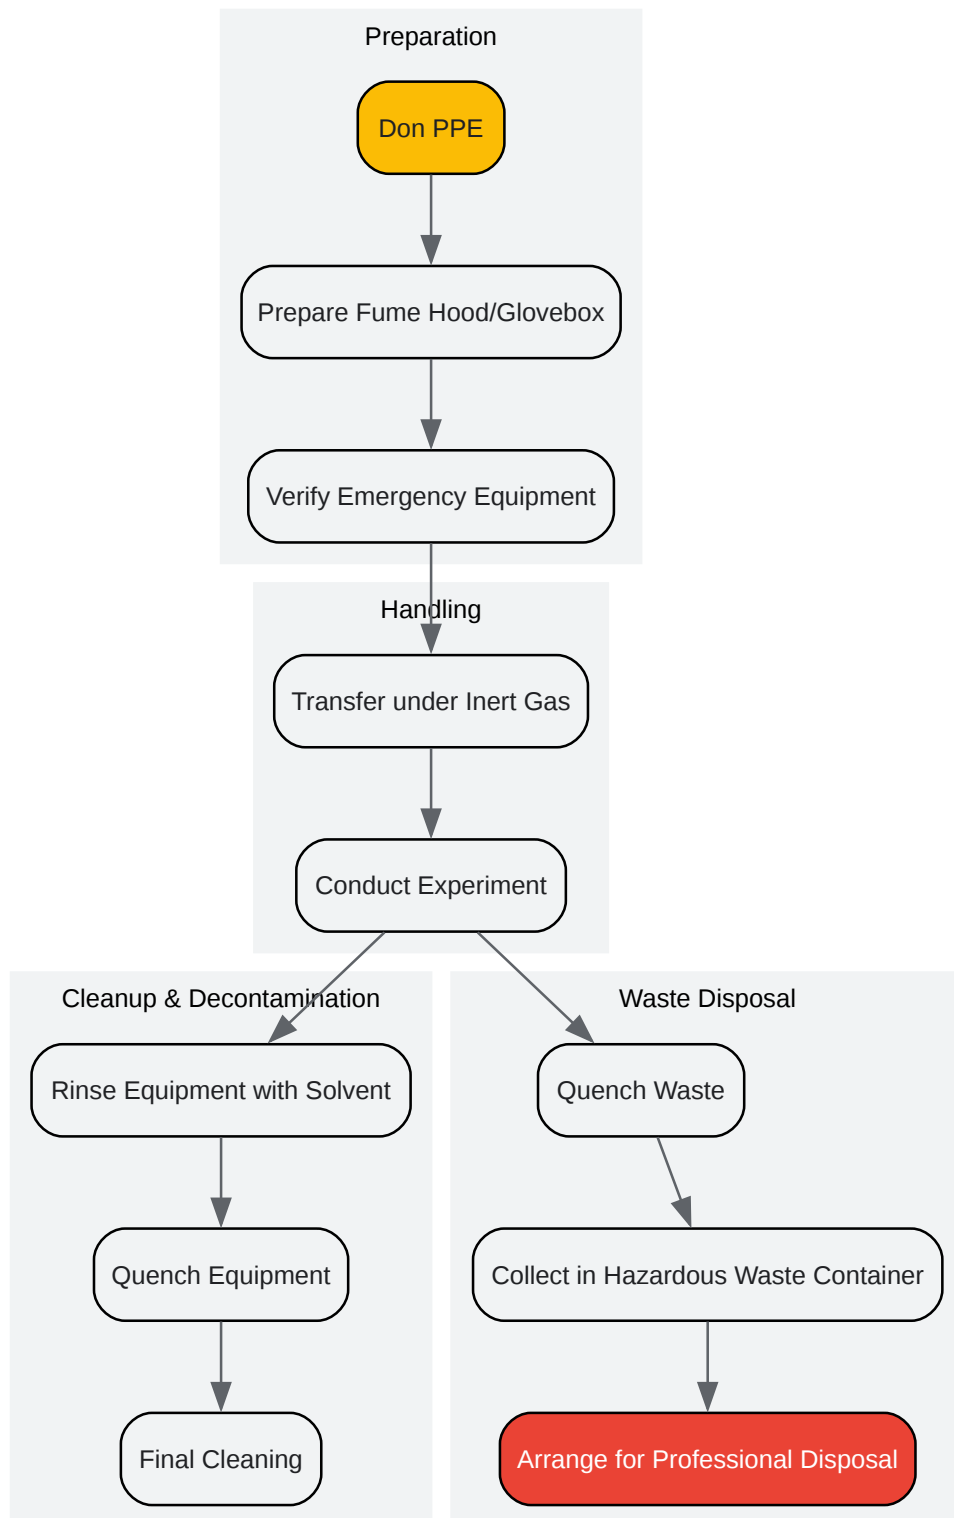 Preparation
Don PPE
Prepare Fume Hood/Glovebox
Verify Emergency Equipment
Handling
Transfer under Inert Gas
Conduct Experiment
Cleanup & Decontamination
Rinse Equipment with Solvent
Quench Equipment
Final Cleaning
Waste Disposal
Quench Waste
Collect in Hazardous Waste Container
Arrange for Professional Disposal